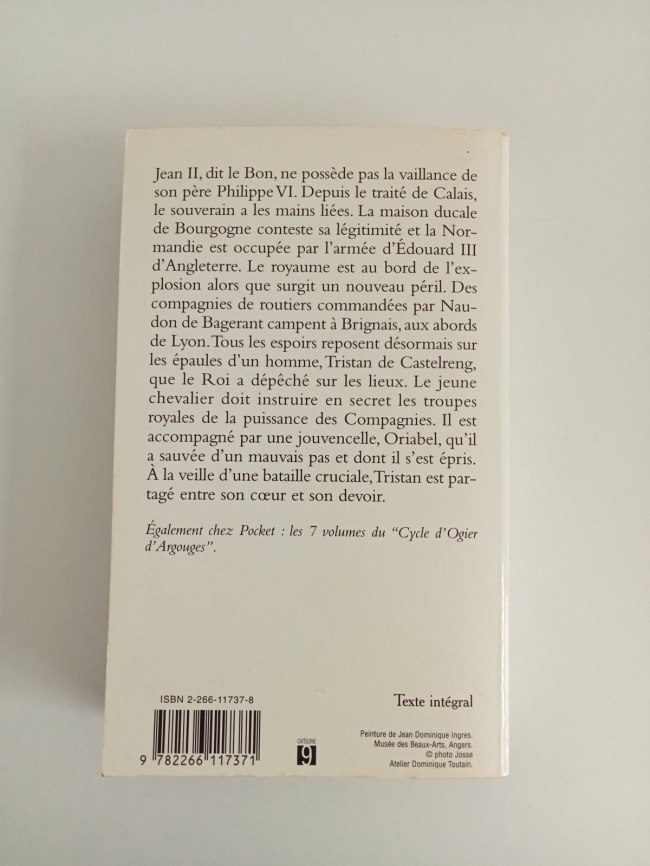 Jean II, dit le Bon, ne possède pas la vaillance de
son père Philippe VI. Depuis le traité de Calais,
le souverain a les mains liées. La maison ducale
de Bourgogne conteste sa légitimité et la Nor-
mandie est occupée par l'armée d'Édouard III
d'Angleterre. Le royaume est au bord de l'ex-
plosion alors que surgit un nouveau péril. Des
compagnies de routiers commandées par Nau-
don de Bagerant campent à Brignais, aux abords
de Lyon. Tous les espoirs reposent désormais sur
les épaules d'un homme, Tristan de Castelreng,
que le Roi a dépêché sur les lieux. Le jeune
chevalier doit instruire en secret les troupes
royales de la puissance des Compagnies. Il est
accompagné par une jouvencelle, Oriabel, qu'il
a sauvée d'un mauvais pas et dont il s'est épris.
À la veille d'une bataille cruciale, Tristan est par-
tagé entre son cœur et son devoir.
Également chez Pocket : les 7 volumes du "Cycle d'Ogier
d'Argouges".
ISBN 2-266-11737-8
9 782266 117371
CATÉGORIE
9
Texte intégral
Peinture de Jean Dominique Ingres.
Musée des Beaux-Arts, Angers.
© photo Josse
Atelier Dominique Toutain.